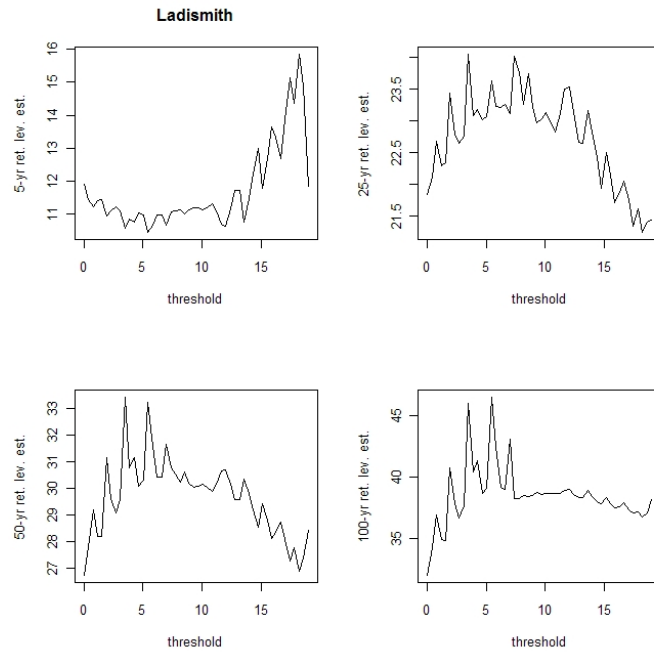 Ladismith
5-yr ret. lev. est.
11 12 13 14 15 16
0 5 10 15
threshold
25-yr ret. lev. est.
21.5 22.5 23.5
0 5 10 15
threshold
50-yr ret. lev. est.
27 28 29 30 31 32 33
0 5 10 15
threshold
100-yr ret. lev. est.
35 40 45
0 5 10 15
threshold